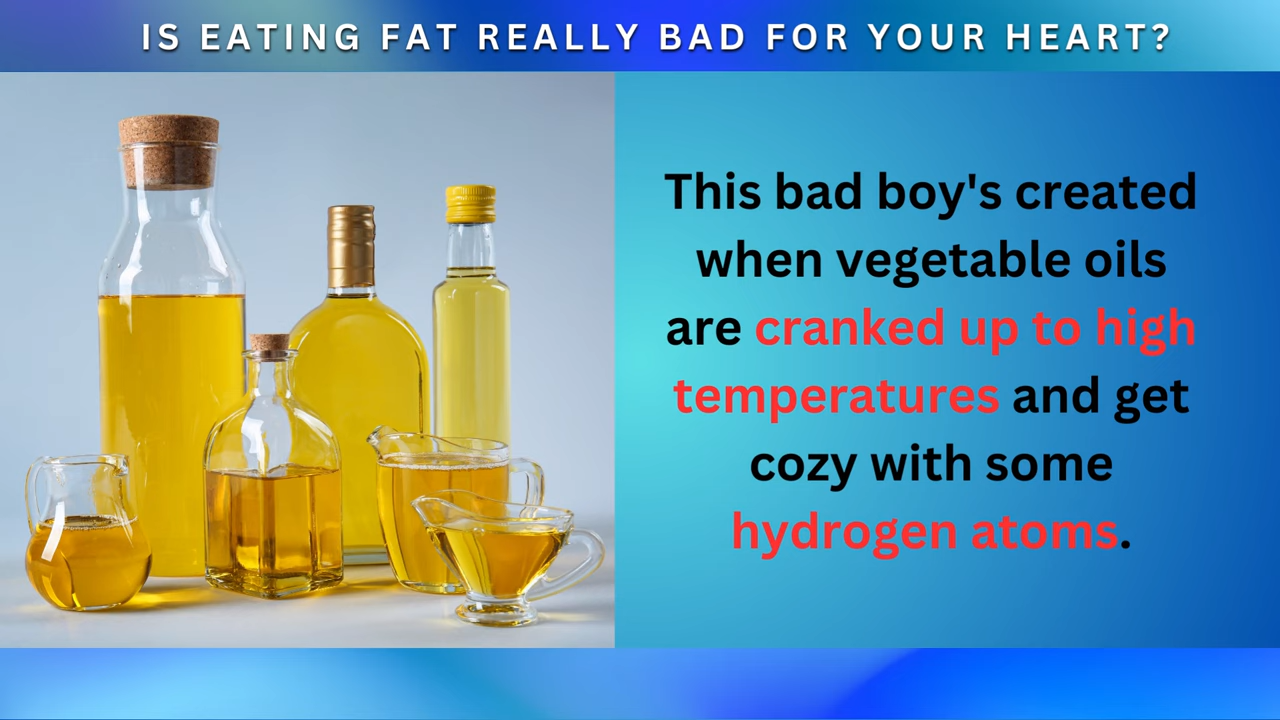 IS EATING FAT REALLY BAD FOR YOUR HEART?
This bad boy's created
when vegetable oils
are cranked up to high
temperatures and get
cozy with some
hydrogen atoms.